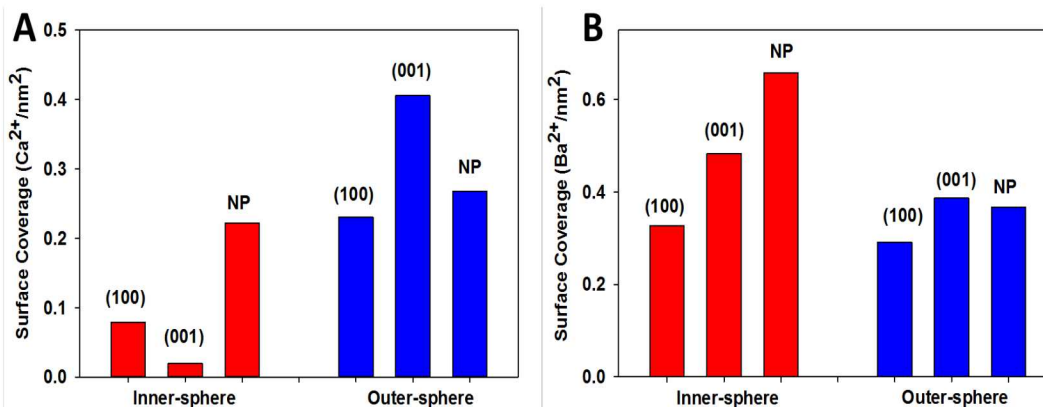 A
Surface Coverage (Ca²⁺/nm²)
0.5
0.4
0.3
0.2
0.1
0.0
(100)
(001)
NP
(100)
(001)
NP
Inner-sphere
Outer-sphere
B
Surface Coverage (Ba²⁺/nm²)
0.6
0.4
0.2
0.0
(100)
(001)
NP
(100)
(001)
NP
Inner-sphere
Outer-sphere